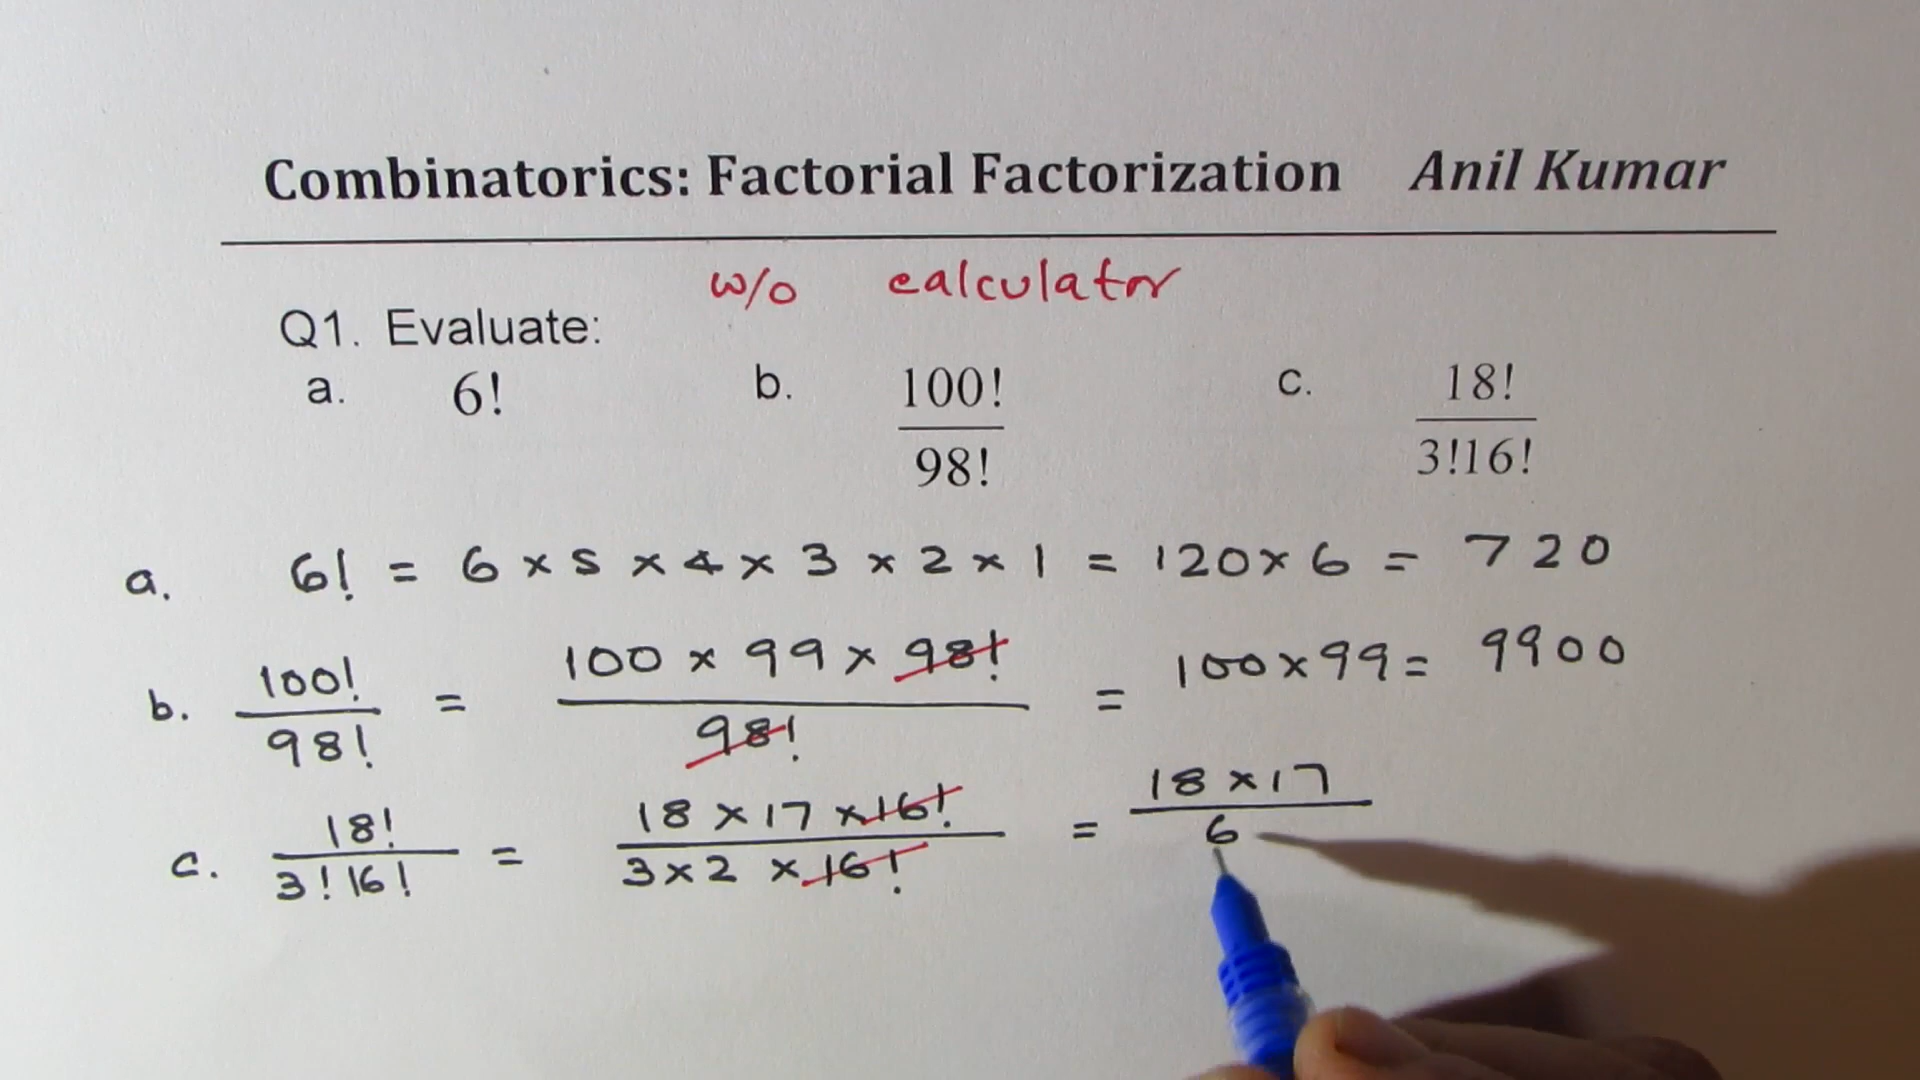 Combinatorics: Factorial Factorization Anil Kumar
w/o calculator
Q1. Evaluate:
a. 6! b. 100!/98! c. 18!/3!16!
a. 6! = 6 × 5 × 4 × 3 × 2 × 1 = 120 × 6 = 720
b. 100!/98! = 100 × 99 × 98!/98! = 100 × 99 = 9900
c. 18!/3!16! = 18 × 17 × 16!/3 × 2 × 16! = 18 × 17/6